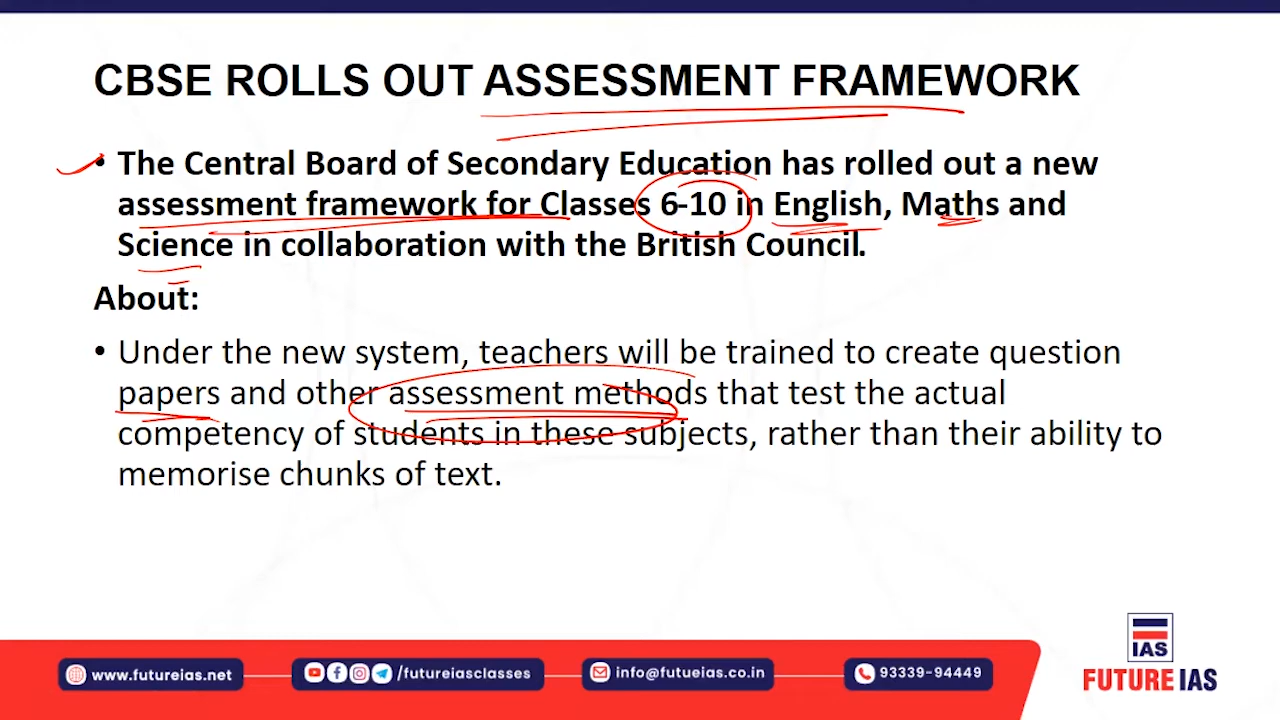 CBSE ROLLS OUT ASSESSMENT FRAMEWORK
• The Central Board of Secondary Education has rolled out a new
assessment framework for Classes 6-10 in English, Maths and
Science in collaboration with the British Council.
About:
• Under the new system, teachers will be trained to create question
papers and other assessment methods that test the actual
competency of students in these subjects, rather than their ability to
memorise chunks of text.
IAS
FUTURE IAS
www.futureias.net
/futureiasclasses
info@futueias.co.in
93339-94449